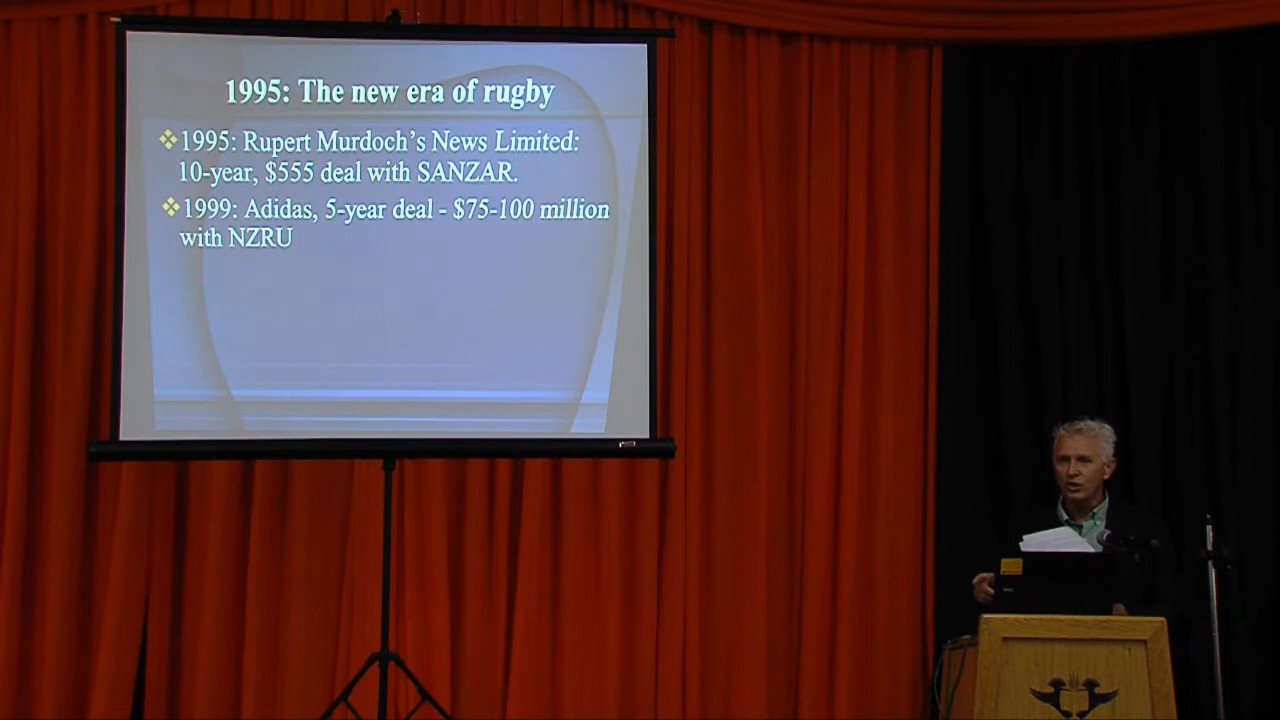 1995: The new era of rugby
❖1995: Rupert Murdoch's News Limited:
10-year, $555 deal with SANZAR.
❖1999: Adidas, 5-year deal - $75-100 million
with NZRU